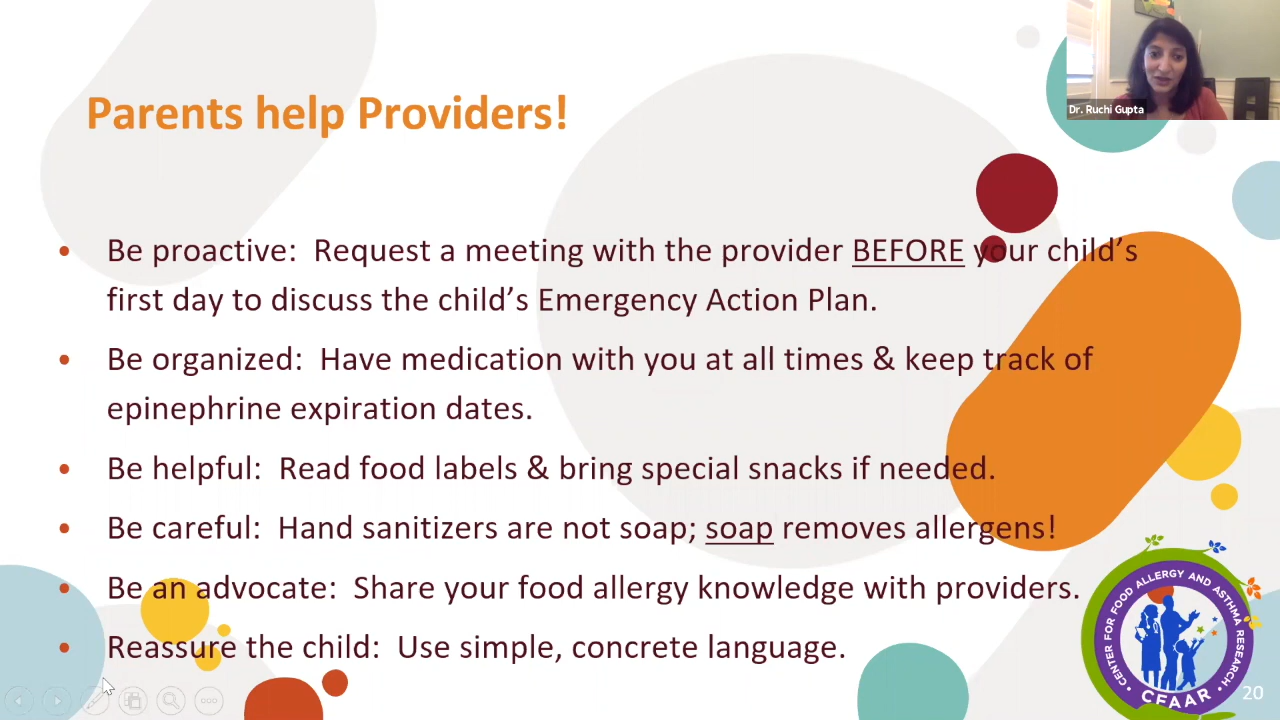 Dr. Ruchi Gupta
Parents help Providers!
• Be proactive:  Request a meeting with the provider BEFORE your child’s
first day to discuss the child’s Emergency Action Plan.
• Be organized:  Have medication with you at all times & keep track of
epinephrine expiration dates.
• Be helpful:  Read food labels & bring special snacks if needed.
• Be careful:  Hand sanitizers are not soap; soap removes allergens!
• Be an advocate:  Share your food allergy knowledge with providers.
• Reassure the child:  Use simple, concrete language.
• CENTER FOR FOOD ALLERGY AND ASTHMA RESEARCH •
CFAAR
20